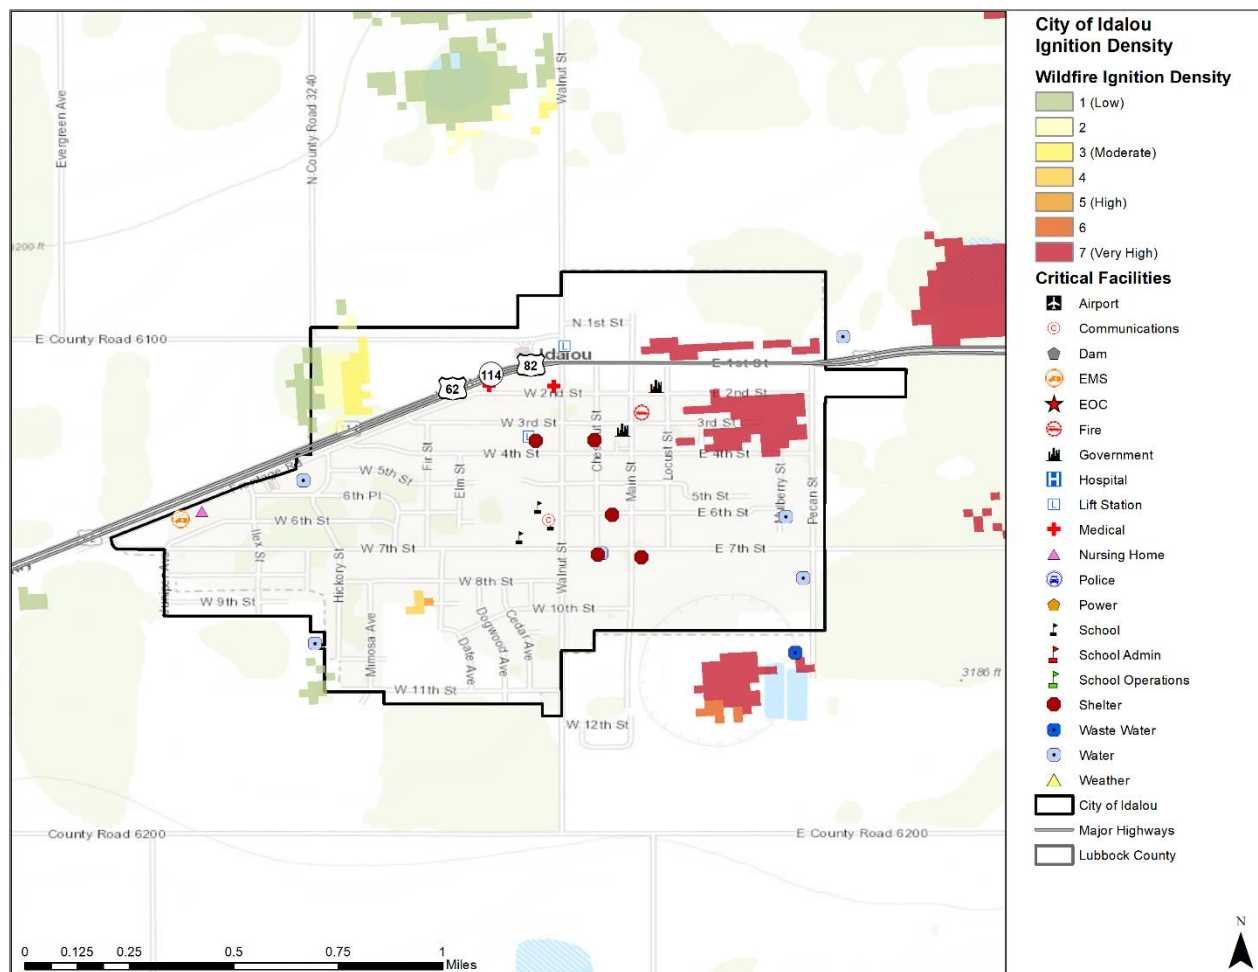 City of Idalou
Ignition Density
Wildfire Ignition Density
1 (Low)
2
3 (Moderate)
4
5 (High)
6
7 (Very High)
Critical Facilities
Airport
C
Communications
Dam
EMS
EOC
Fire
Government
H
Hospital
L
Lift Station
Medical
Nursing Home
Police
Power
School
School Admin
School Operations
Shelter
Waste Water
Water
Weather
City of Idalou
Major Highways
Lubbock County
N
Evergreen Ave
N County Road 3240
Walnut St
E County Road 6100
N 1st St
L
Idalou
E 1st St
62
114
82
W 2nd St
E 2nd St
W 3rd St
3rd St
L
W 4th St
E 4th St
Fir St
Elm St
Chestnut St
Main St
Locust St
Mulberry St
Pecan St
W 5th St
5th St
6th Pl
W 6th St
E 6th St
C
Ilex St
Hickory St
W 7th St
Walnut St
E 7th St
W 8th St
W 9th St
W 10th St
Mimosa Ave
Date Ave
Dogwood Ave
Cedar Ave
W 11th St
W 12th St
3186 ft
County Road 6200
E County Road 6200
0 0.125 0.25 0.5 0.75 1
Miles